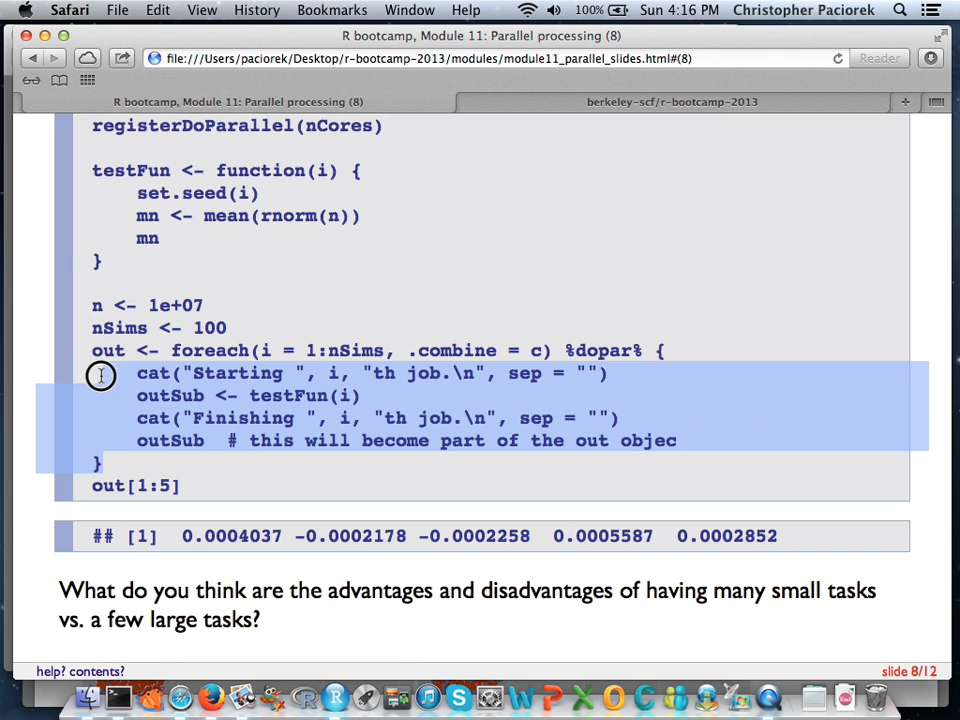 Safari File Edit View History Bookmarks Window Help 100% Sun 4:16 PM Christopher Paciorek
R bootcamp, Module 11: Parallel processing (8)
file:///Users/paciorek/Desktop/r-bootcamp-2013/modules/module11_parallel_slides.html#(8) Reader
R bootcamp, Module 11: Parallel processing (8) berkeley-scf/r-bootcamp-2013 +
registerDoParallel(nCores)
testFun <- function(i) {
    set.seed(i)
    mn <- mean(rnorm(n))
    mn
}
n <- 1e+07
nSims <- 100
out <- foreach(i = 1:nSims, .combine = c) %dopar% {
    cat("Starting ", i, "th job.\n", sep = "")
    outSub <- testFun(i)
    cat("Finishing ", i, "th job.\n", sep = "")
    outSub  # this will become part of the out objec
}
out[1:5]
## [1]  0.0004037 -0.0002178 -0.0002258  0.0005587  0.0002852
What do you think are the advantages and disadvantages of having many small tasks
vs. a few large tasks?
help? contents? slide 8/12